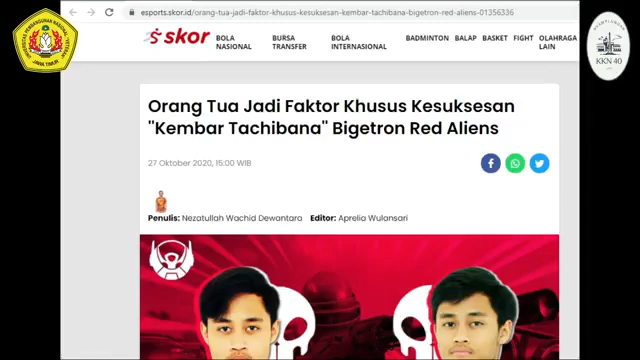 esports.skor.id/orang-tua-jadi-faktor-khusus-kesuksesan-kembar-tachibana-bigetron-red-aliens-01356336
skor
BOLA NASIONAL
BURSA TRANSFER
BOLA INTERNASIONAL
BADMINTON
BALAP
BASKET
FIGHT
OLAHRAGA LAIN
KKN 40
JAWA TIMUR
Orang Tua Jadi Faktor Khusus Kesuksesan
"Kembar Tachibana" Bigetron Red Aliens
27 Oktober 2020, 15:00 WIB
Penulis: Nezatullah Wachid Dewantara Editor: Aprelia Wulansari